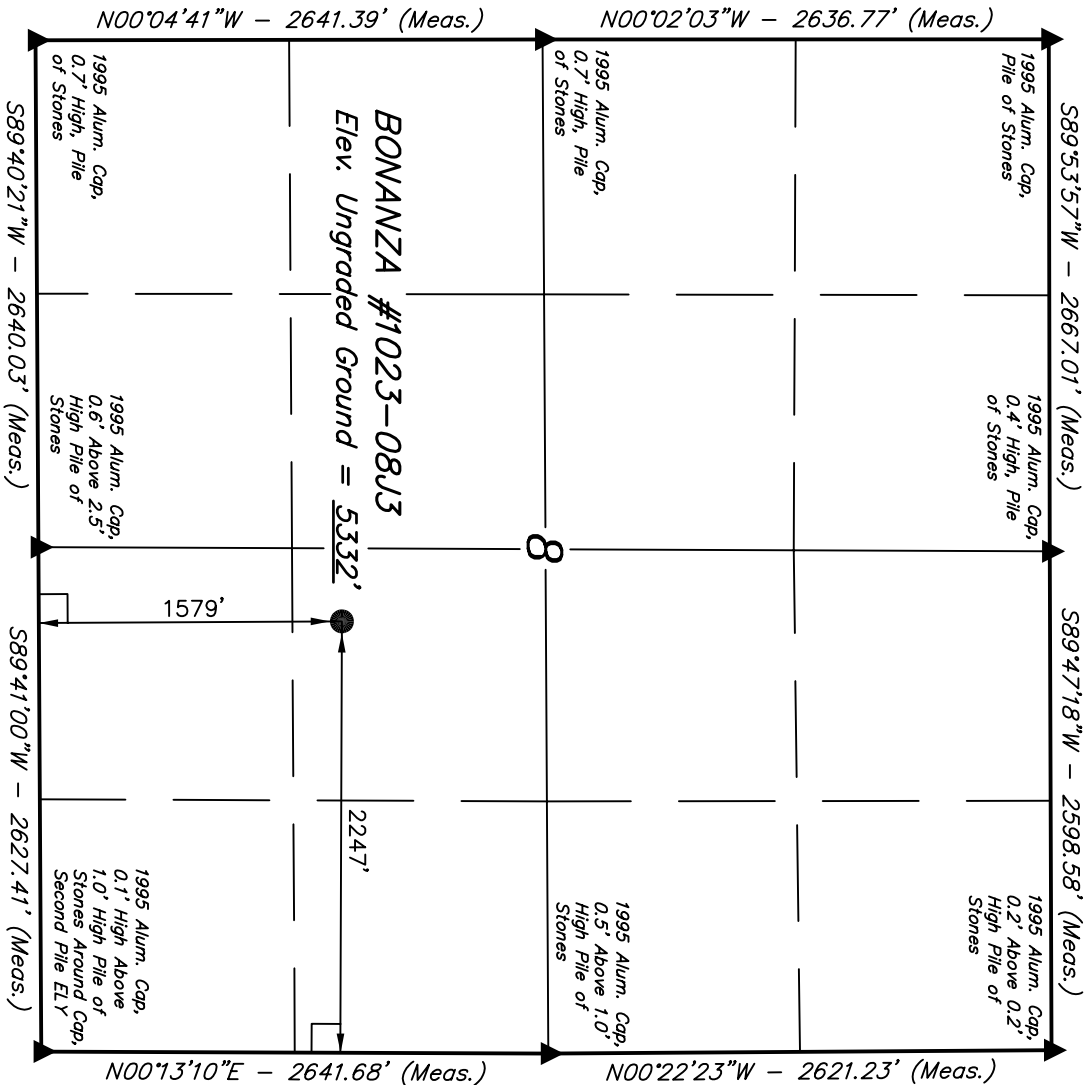 N00°04'41"W - 2641.39' (Meas.)
N00°02'03"W - 2636.77' (Meas.)
S89°53'57"W - 2667.01' (Meas.)
S89°47'18"W - 2598.58' (Meas.)
1995 Alum. Cap,
Pile of Stones
1995 Alum. Cap,
0.4' High, Pile
of Stones
1995 Alum. Cap,
0.2' Above 0.2'
High Pile of
Stones
1995 Alum. Cap,
0.7' High, Pile
of Stones
8
1995 Alum. Cap,
0.5' Above 1.0'
High Pile of
Stones
BONANZA #1023-08J3
Elev. Ungraded Ground = 5332'
1579'
2247'
1995 Alum. Cap,
0.7' High, Pile
of Stones
1995 Alum. Cap,
0.6' Above 2.5'
High Pile of
Stones
1995 Alum. Cap,
0.1' High Above
1.0' High Pile of
Stones Around Cap,
Second Pile ELY
S89°40'21"W - 2640.03' (Meas.)
S89°41'00"W - 2627.41' (Meas.)
N00°13'10"E - 2641.68' (Meas.)
N00°22'23"W - 2621.23' (Meas.)